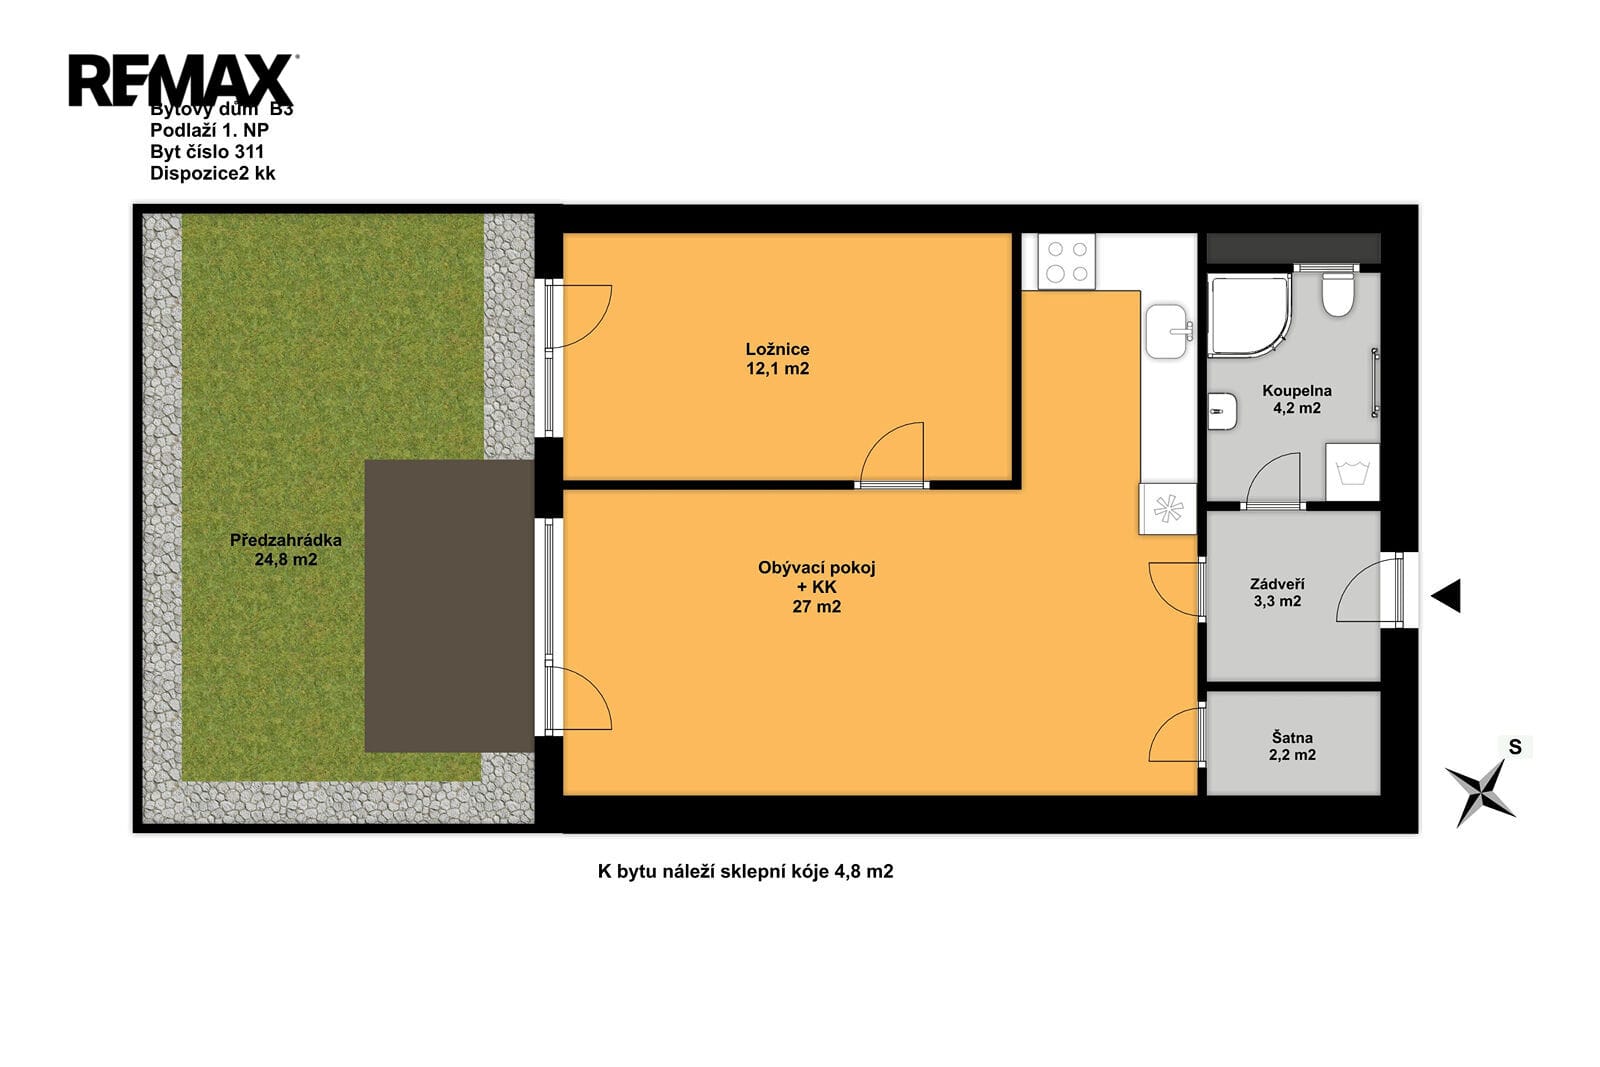 REMAX
Bytový dům B3
Podlaží 1. NP
Byt číslo 311
Dispozice2 kk
Ložnice
12,1 m2
Koupelna
4,2 m2
Předzahrádka
24,8 m2
Obývací pokoj
+ KK
27 m2
Zádveří
3,3 m2
Šatna
2,2 m2
S
K bytu náleží sklepní kóje 4,8 m2